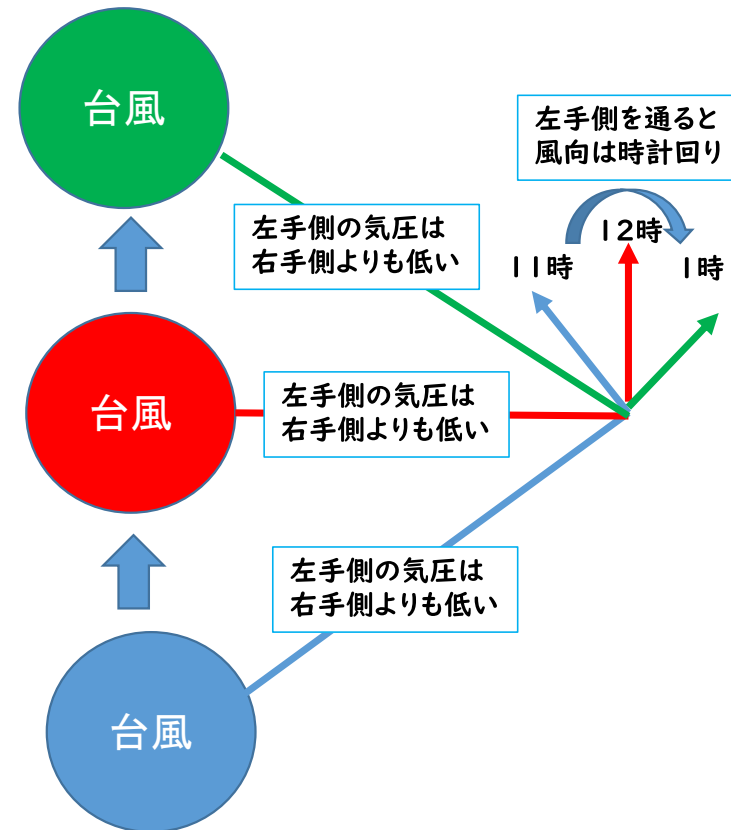 台風
左手側を通ると
風向は時計回り
左手側の気圧は
右手側よりも低い
12時
11時
1時
台風
左手側の気圧は
右手側よりも低い
左手側の気圧は
右手側よりも低い
台風